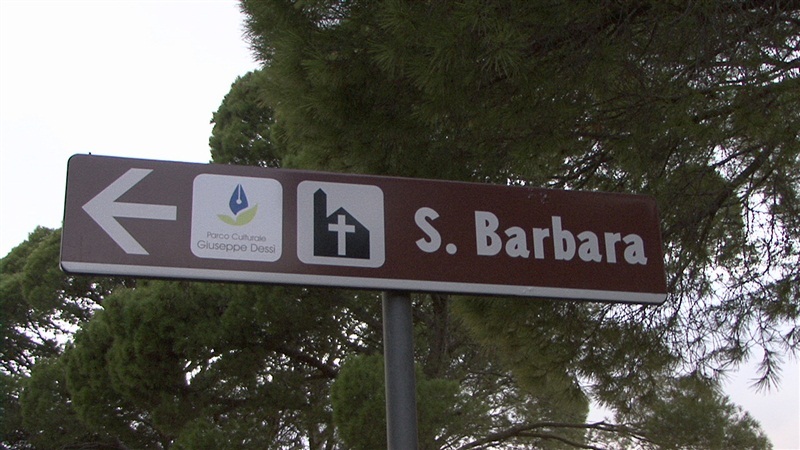 Parco Culturale
Giuseppe Dessì
S. Barbara